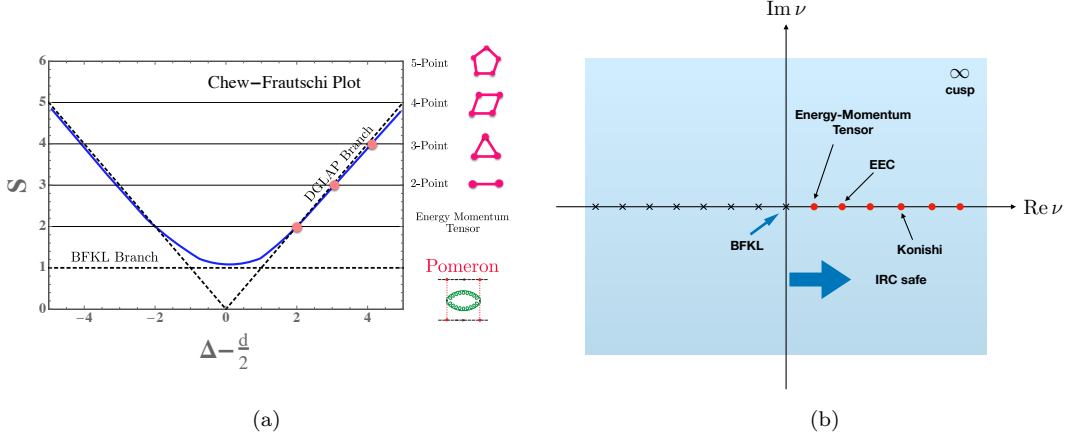 Chew−Frautschi Plot
6
5
4
3
2
1
0
S
DGLAP Branch
BFKL Branch
−4
−2
0
2
4
Δ− d/2
5-Point
4-Point
3-Point
2-Point
Energy Momentum
Tensor
Pomeron
(a)
Im ν
∞
cusp
Energy-Momentum
Tensor
EEC
Re ν
BFKL
Konishi
IRC safe
(b)